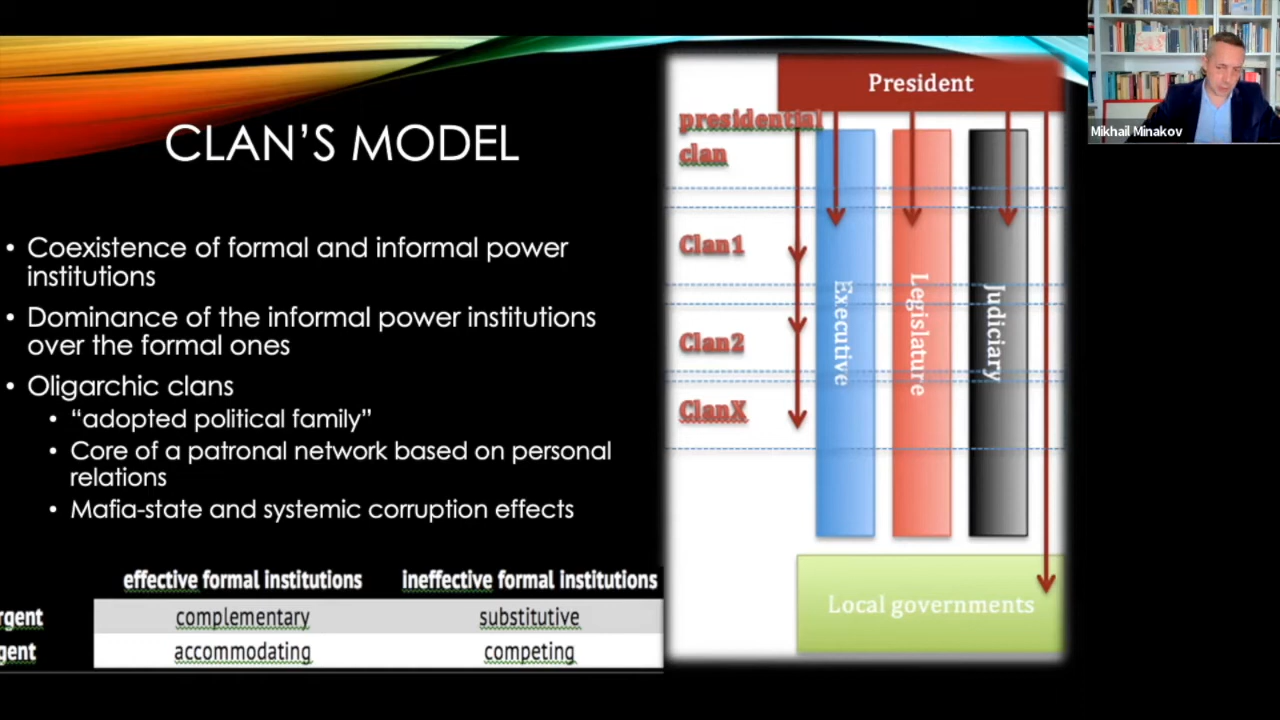 CLAN'S MODEL
• Coexistence of formal and informal power
institutions
• Dominance of the informal power institutions
over the formal ones
• Oligarchic clans
• “adopted political family”
• Core of a patronal network based on personal
relations
• Mafia-state and systemic corruption effects
effective formal institutions ineffective formal institutions
rgent complementary substitutive
gent accommodating competing
President
presidential
clan
Clan1
Clan2
ClanX
Executive
Legislature
Judiciary
Local governments
Mikhail Minakov